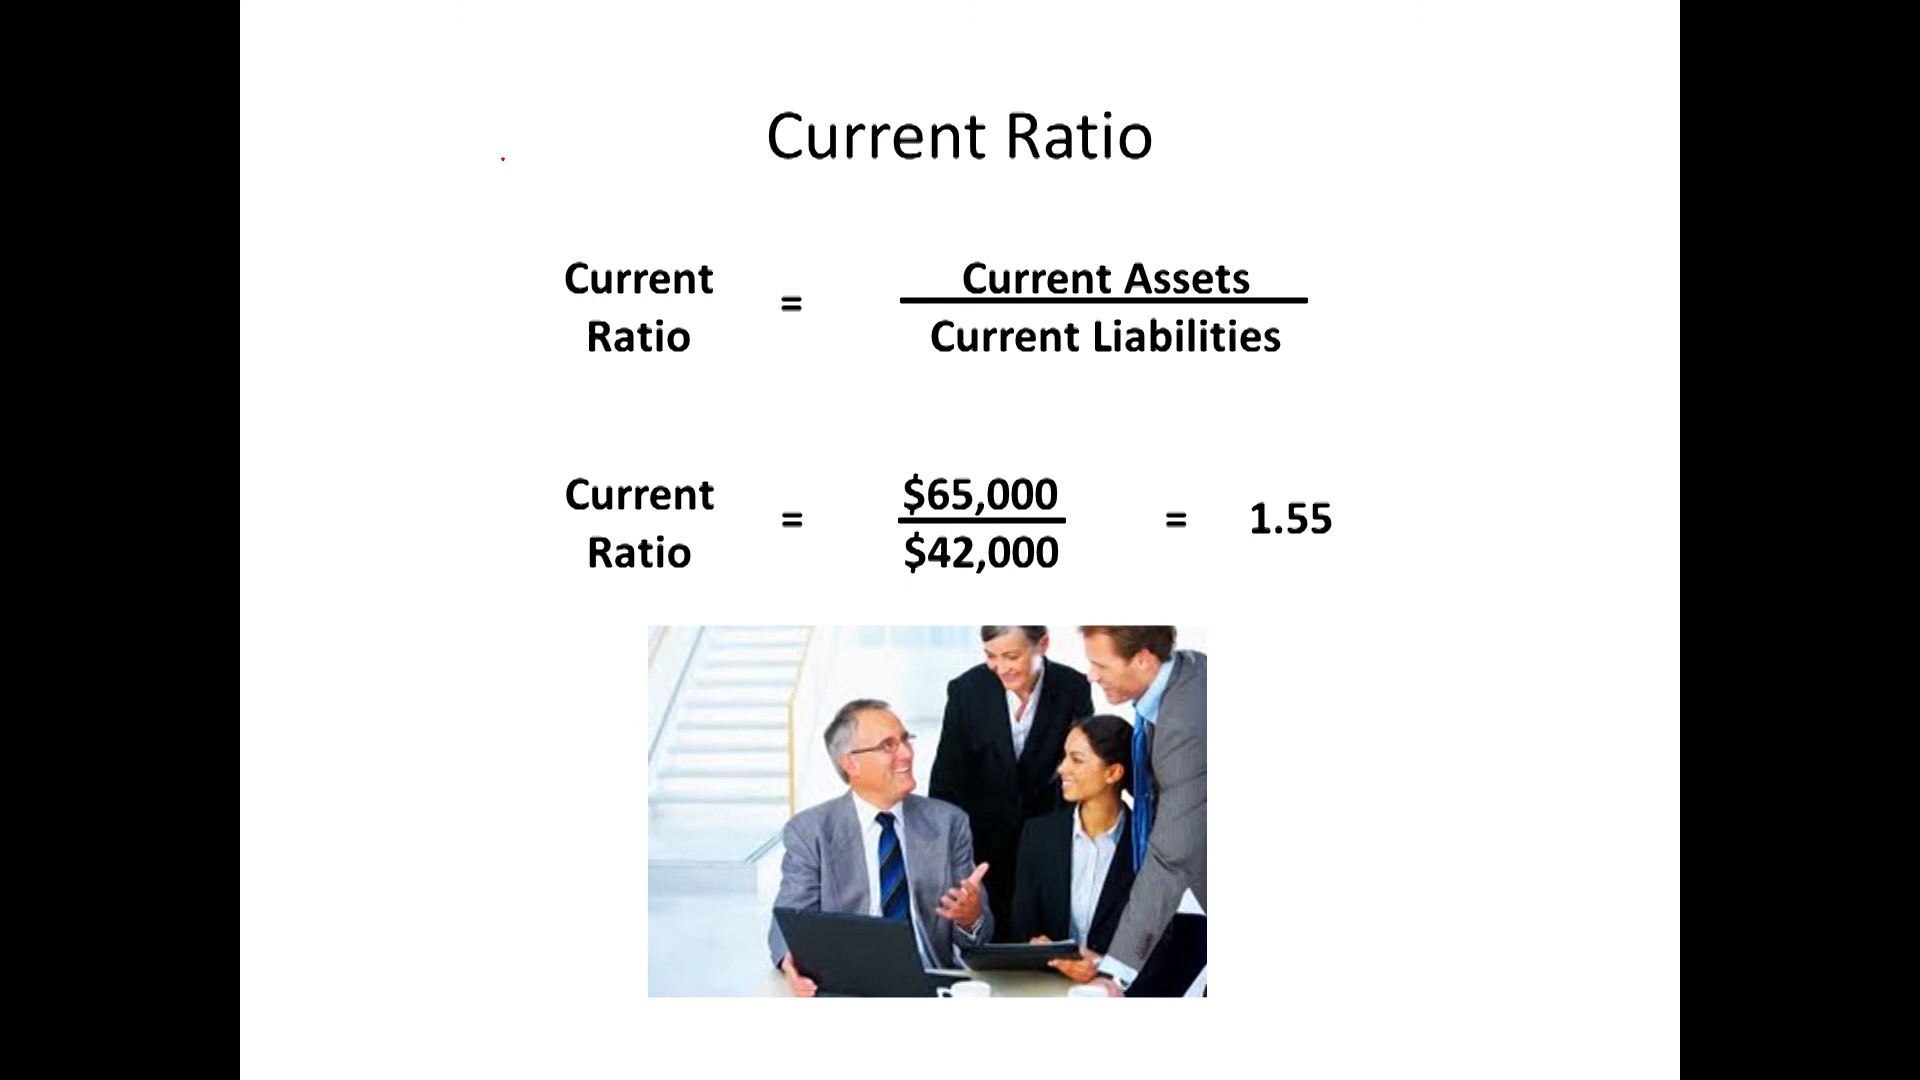 Current Ratio
Current Ratio = Current Assets / Current Liabilities
Current Ratio = $65,000 / $42,000 = 1.55